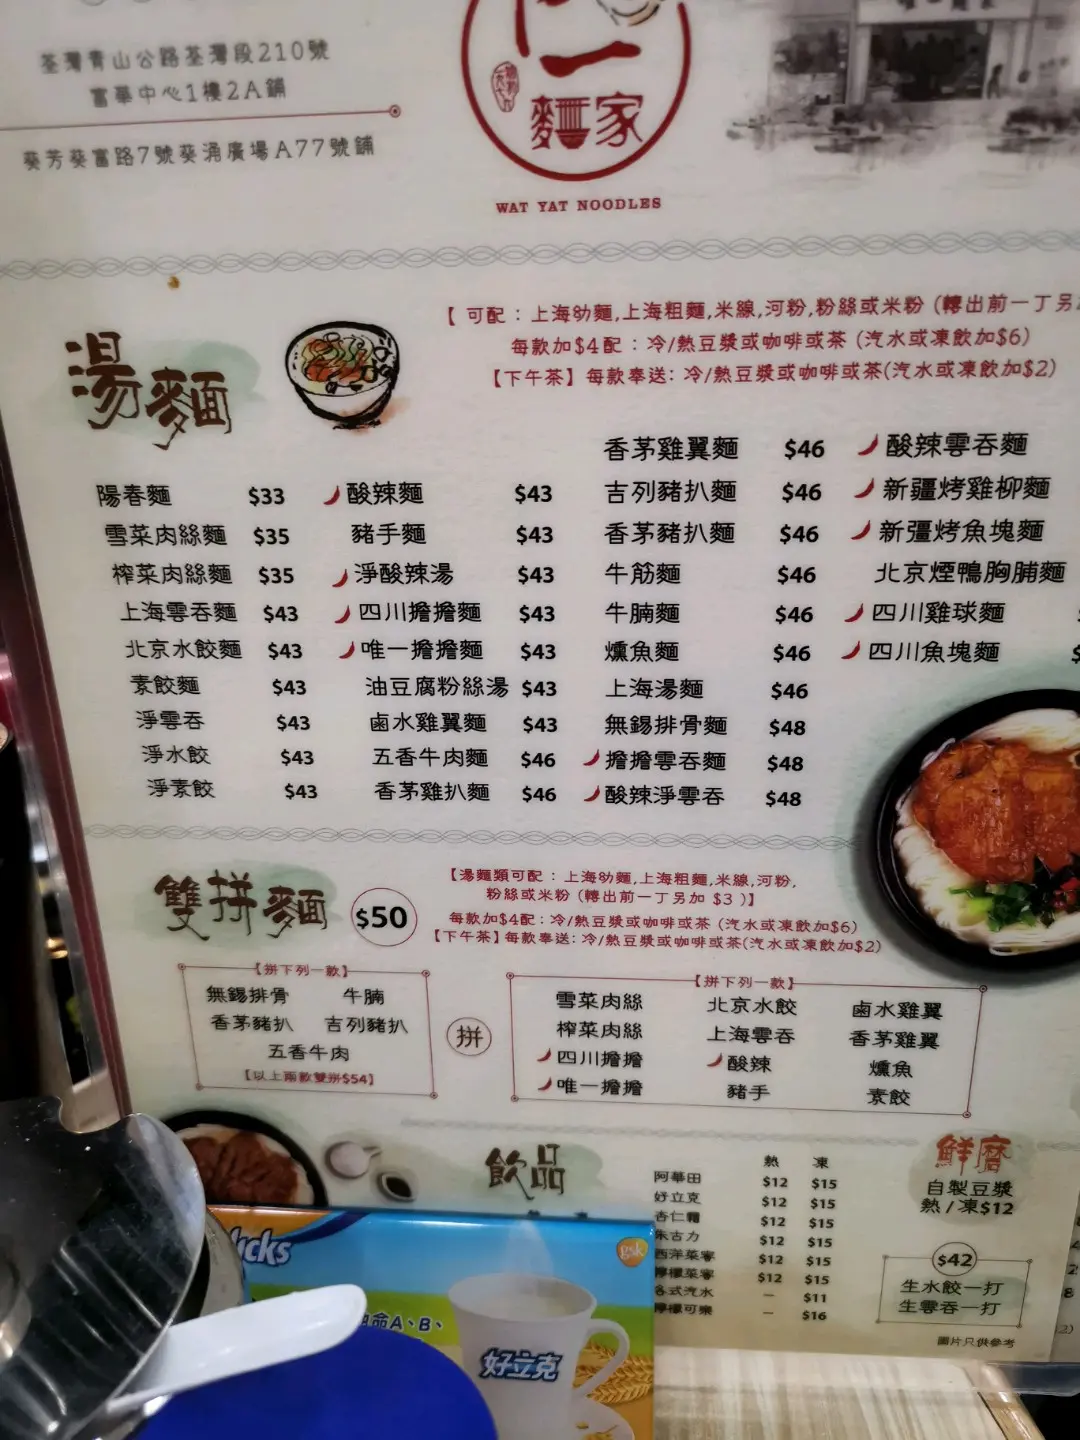 荃灣青山公路荃灣段210號
富華中心1樓2A舖
葵芳葵富路7號葵涌廣場A77號舖
仁一
麵家
WAT YAT NOODLES
湯麵
【 可配 : 上海幼麵,上海粗麵,米線,河粉,粉絲或米粉 (轉出前一丁另
每款加$4配 : 冷/熱豆漿或咖啡或茶 (汽水或凍飲加$6)
【下午茶】每款奉送: 冷/熱豆漿或咖啡或茶(汽水或凍飲加$2)
陽春麵 $33
雪菜肉絲麵 $35
榨菜肉絲麵 $35
上海雲吞麵 $43
北京水餃麵 $43
素餃麵 $43
淨雲吞 $43
淨水餃 $43
淨素餃 $43
酸辣麵 $43
豬手麵 $43
淨酸辣湯 $43
四川擔擔麵 $43
唯一擔擔麵 $43
油豆腐粉絲湯 $43
鹵水雞翼麵 $43
五香牛肉麵 $46
香茅雞扒麵 $46
香茅雞翼麵 $46
吉列豬扒麵 $46
香茅豬扒麵 $46
牛筋麵 $46
牛腩麵 $46
燻魚麵 $46
上海湯麵 $46
無錫排骨麵 $48
擔擔雲吞麵 $48
酸辣淨雲吞 $48
酸辣雲吞麵
新疆烤雞柳麵
新疆烤魚塊麵
北京煙鴨胸脯麵
四川雞球麵
四川魚塊麵
雙拼麵 $50
【湯麵類可配 : 上海幼麵,上海粗麵,米線,河粉,
粉絲或米粉 (轉出前一丁另加 $3 )】
每款加$4配 : 冷/熱豆漿或咖啡或茶 (汽水或凍飲加$6)
【下午茶】每款奉送: 冷/熱豆漿或咖啡或茶(汽水或凍飲加$2)
【拼下列一款】
無錫排骨 牛腩
香茅豬扒 吉列豬扒
五香牛肉
【以上兩款雙拼$54】
拼
【拼下列一款】
雪菜肉絲 北京水餃 鹵水雞翼
榨菜肉絲 上海雲吞 香茅雞翼
四川擔擔 酸辣 燻魚
唯一擔擔 豬手 素餃
飲品
熱 凍
阿華田 $12 $15
好立克 $12 $15
杏仁霜 $12 $15
朱古力 $12 $15
西洋菜蜜 $12 $15
檸檬菜蜜 $12 $15
各式汽水 – $11
檸檬可樂 – $16
鮮磨
自製豆漿
熱 / 凍$12
$42
生水餃一打
生雲吞一打
圖片只供參考
icks
gsk
命A、B、
好立克